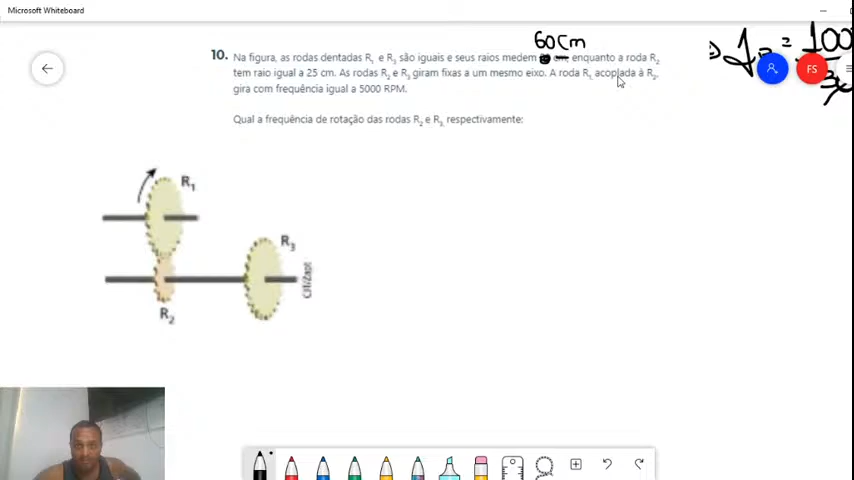 Microsoft Whiteboard
60cm
10. Na figura, as rodas dentadas R₁ e R₃ são iguais e seus raios medem cm, enquanto a roda R₂
tem raio igual a 25 cm. As rodas R₂ e R₃ giram fixas a um mesmo eixo. A roda R₁ acoplada à R₂,
gira com frequência igual a 5000 RPM.
Qual a frequência de rotação das rodas R₂ e R₃, respectivamente:
= 100
FS
R₁
R₃
R₂